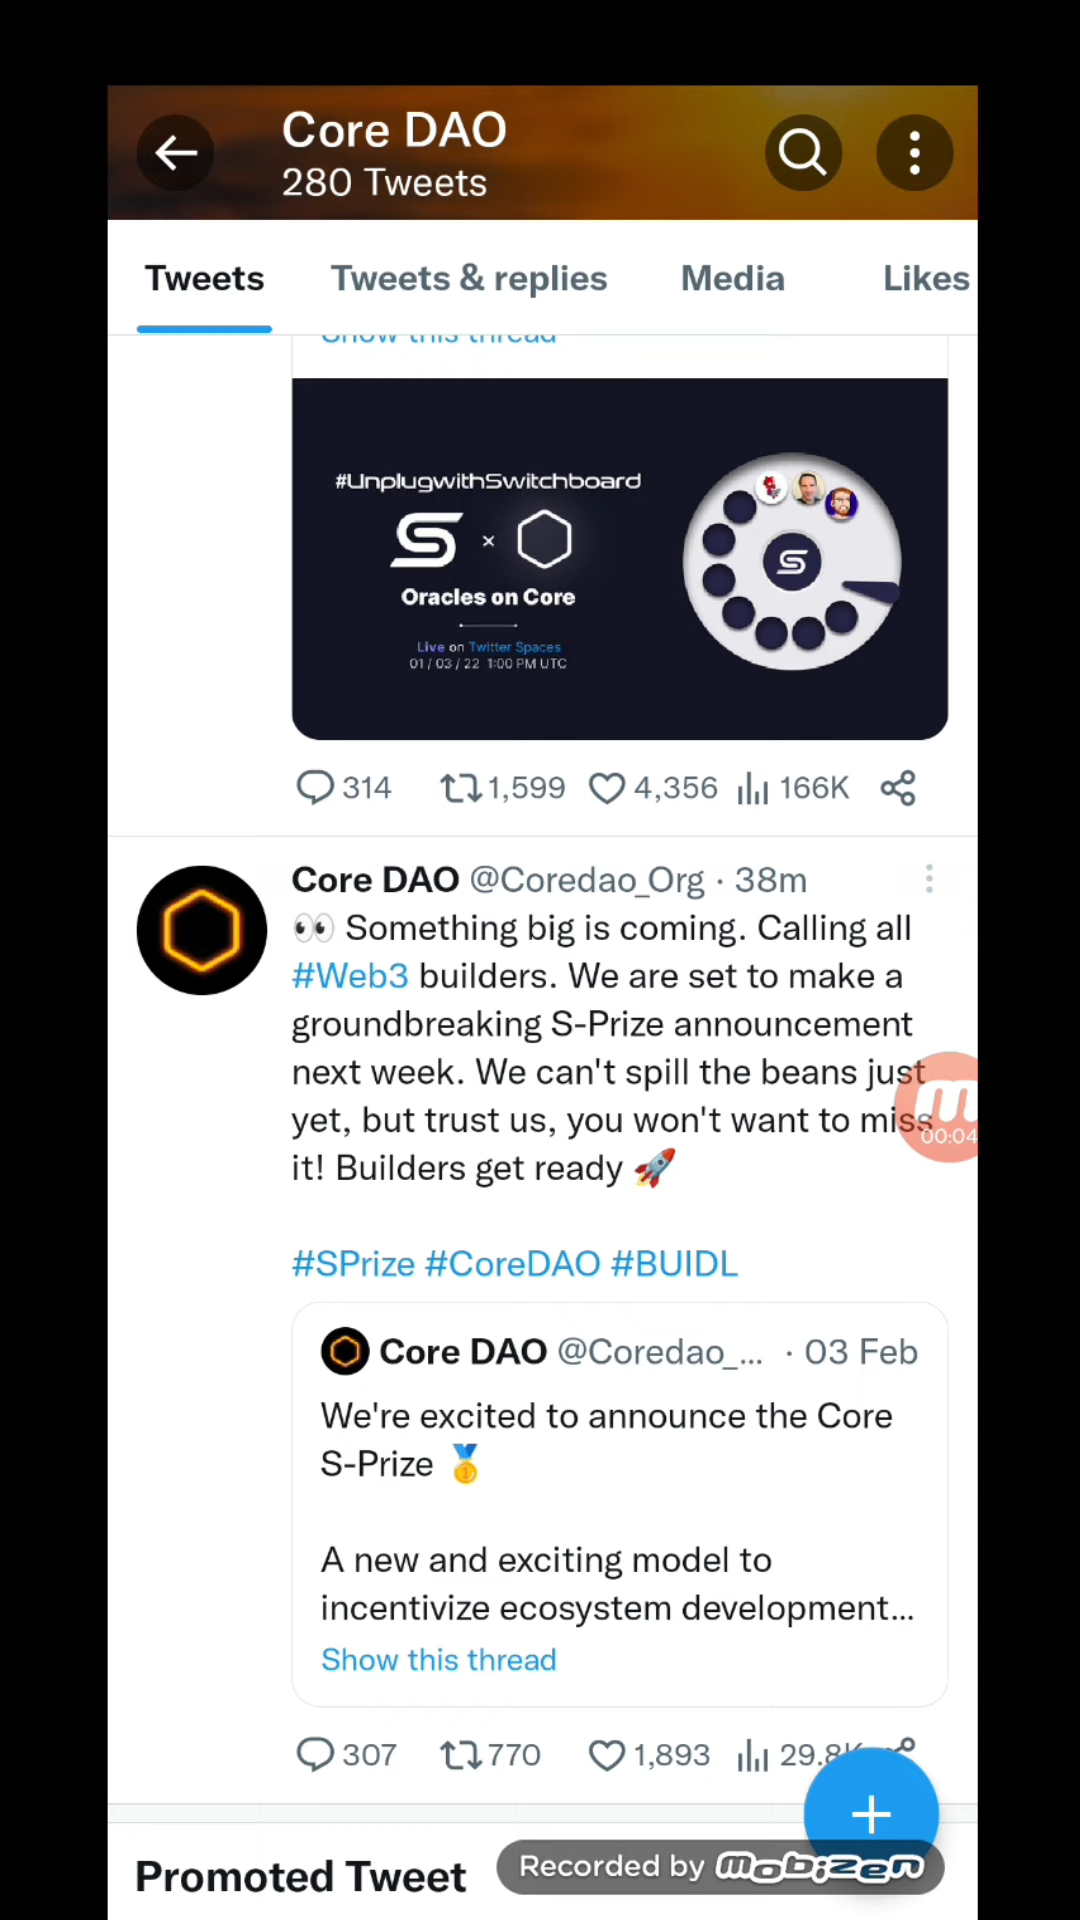 Core DAO
280 Tweets
Tweets Tweets & replies Media Likes
Show this thread
#UnplugwithSwitchboard
S × 
Oracles on Core
Live on Twitter Spaces
01 / 03 / 22 1:00 PM UTC
S
314 1,599 4,356 166K
Core DAO @Coredao_Org · 38m
👀 Something big is coming. Calling all
#Web3 builders. We are set to make a
groundbreaking S-Prize announcement
next week. We can't spill the beans just
yet, but trust us, you won't want to miss
it! Builders get ready 🚀
m
00:04
#SPrize #CoreDAO #BUIDL
Core DAO @Coredao_... · 03 Feb
We're excited to announce the Core
S-Prize 🥇
A new and exciting model to
incentivize ecosystem development...
Show this thread
307 770 1,893 29.8K
Promoted Tweet
Recorded by mobizen